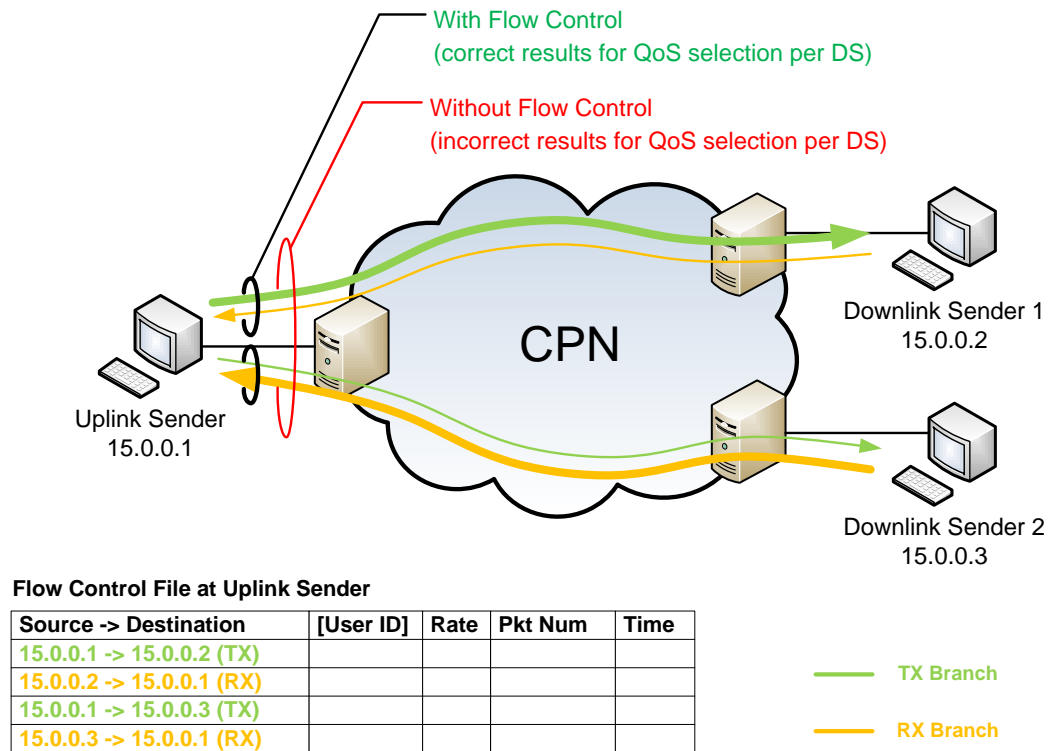 With Flow Control
(correct results for QoS selection per DS)
Without Flow Control
(incorrect results for QoS selection per DS)
CPN
Downlink Sender 1
15.0.0.2
Uplink Sender
15.0.0.1
Downlink Sender 2
15.0.0.3
Flow Control File at Uplink Sender
Source -> Destination [User ID] Rate Pkt Num Time
15.0.0.1 -> 15.0.0.2 (TX)
15.0.0.2 -> 15.0.0.1 (RX)
15.0.0.1 -> 15.0.0.3 (TX)
15.0.0.3 -> 15.0.0.1 (RX)
TX Branch
RX Branch